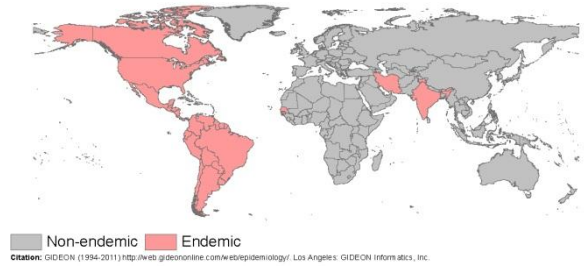 Non-endemic Endemic
Citation: GIDEON (1994-2011) http://web.gideononline.com/web/epidemiology/. Los Angeles: GIDEON Informatics, Inc.